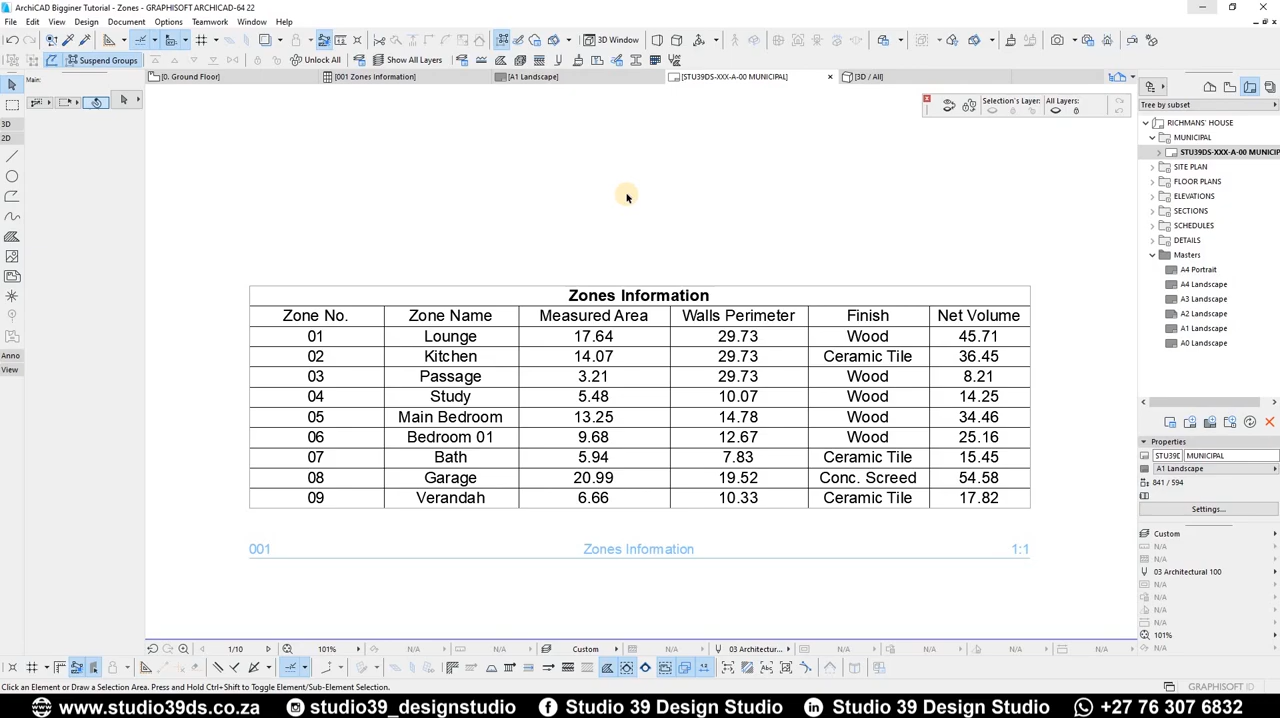 ArchiCAD Bigginer Tutorial - Zones - GRAPHISOFT ARCHICAD-64 22
File Edit View Design Document Options Teamwork Window Help
3D Window
Main:
Suspend Groups
Unlock All
Show All Layers
[0. Ground Floor]
[001 Zones Information]
[A1 Landscape]
[STU39DS-XXX-A-00 MUNICIPAL]
[3D / All]
Selection's Layer: All Layers:
3D
2D
Anno
View
Tree by subset
RICHMANS' HOUSE
MUNICIPAL
STU39DS-XXX-A-00 MUNICIP
SITE PLAN
FLOOR PLANS
ELEVATIONS
SECTIONS
SCHEDULES
DETAILS
Masters
A4 Portrait
A4 Landscape
A3 Landscape
A2 Landscape
A1 Landscape
A0 Landscape
Zones Information
Zone No. Zone Name Measured Area Walls Perimeter Finish Net Volume
01 Lounge 17.64 29.73 Wood 45.71
02 Kitchen 14.07 29.73 Ceramic Tile 36.45
03 Passage 3.21 29.73 Wood 8.21
04 Study 5.48 10.07 Wood 14.25
05 Main Bedroom 13.25 14.78 Wood 34.46
06 Bedroom 01 9.68 12.67 Wood 25.16
07 Bath 5.94 7.83 Ceramic Tile 15.45
08 Garage 20.99 19.52 Conc. Screed 54.58
09 Verandah 6.66 10.33 Ceramic Tile 17.82
001 Zones Information 1:1
Properties
STU39D MUNICIPAL
A1 Landscape
841 / 594
Settings...
Custom
N/A
N/A
03 Architectural 100
N/A
N/A
N/A
N/A
101%
1/10 101% N/A N/A Custom N/A 03 Architectur... N/A N/A N/A N/A
Click an Element or Draw a Selection Area. Press and Hold Ctrl+Shift to Toggle Element/Sub-Element Selection.
GRAPHISOFT ID
www.studio39ds.co.za studio39_designstudio Studio 39 Design Studio Studio 39 Design Studio +27 76 307 6832